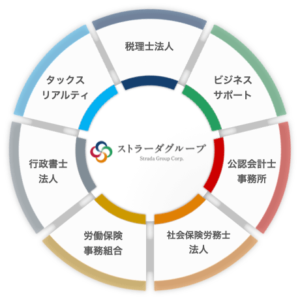 税理士法人
ビジネス
サポート
公認会計士
事務所
社会保険労務士
法人
労働保険
事務組合
行政書士
法人
タックス
リアルティ
ストラーダグループ
Strada Group Corp.